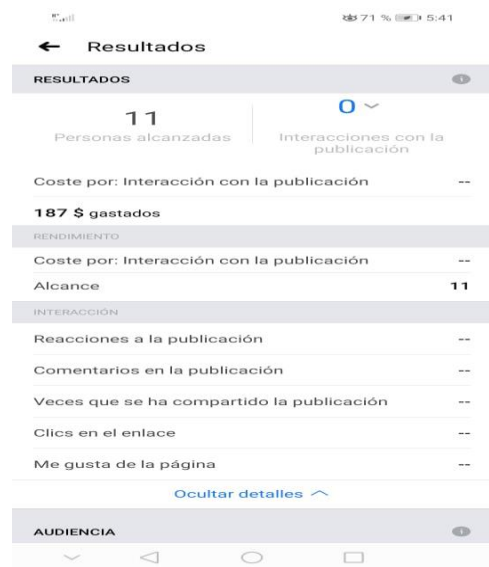 71 % 5:41
Resultados
RESULTADOS
11
Personas alcanzadas
0
Interacciones con la
publicación
Coste por: Interacción con la publicación --
187 $ gastados
RENDIMIENTO
Coste por: Interacción con la publicación --
Alcance 11
INTERACCIÓN
Reacciones a la publicación --
Comentarios en la publicación --
Veces que se ha compartido la publicación --
Clics en el enlace --
Me gusta de la página --
Ocultar detalles
AUDIENCIA